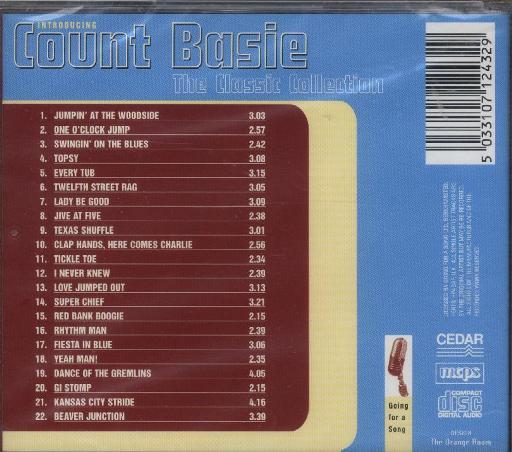 INTRODUCING
Count Basie
The Classic Collection
1. JUMPIN' AT THE WOODSIDE 3.03
2. ONE O'CLOCK JUMP 2.57
3. SWINGIN' ON THE BLUES 2.42
4. TOPSY 3.08
5. EVERY TUB 3.15
6. TWELFTH STREET RAG 3.05
7. LADY BE GOOD 3.09
8. JIVE AT FIVE 2.38
9. TEXAS SHUFFLE 3.01
10. CLAP HANDS, HERE COMES CHARLIE 2.56
11. TICKLE TOE 2.34
12. I NEVER KNEW 2.39
13. LOVE JUMPED OUT 3.13
14. SUPER CHIEF 3.21
15. RED BANK BOOGIE 2.15
16. RHYTHM MAN 2.39
17. FIESTA IN BLUE 3.06
18. YEAH MAN! 2.35
19. DANCE OF THE GREMLINS 4.05
20. GI STOMP 2.15
21. KANSAS CITY STRIDE 4.16
22. BEAVER JUNCTION 3.39
5 033107 124329
CEDAR
mcps
COMPACT
disc
DIGITAL AUDIO
Going
for a
Song
DESIGN
The Orange Room